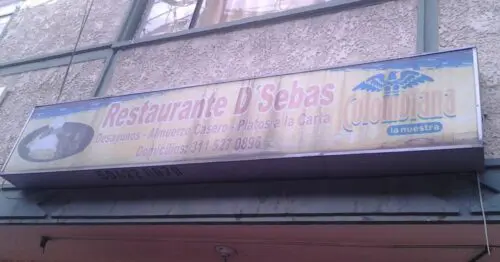 Restaurante D´Sebas
Desayunos - Almuerzo Casero - Platos a la Carta
Domicilios: 311 527 0896
Colombiana
la nuestra